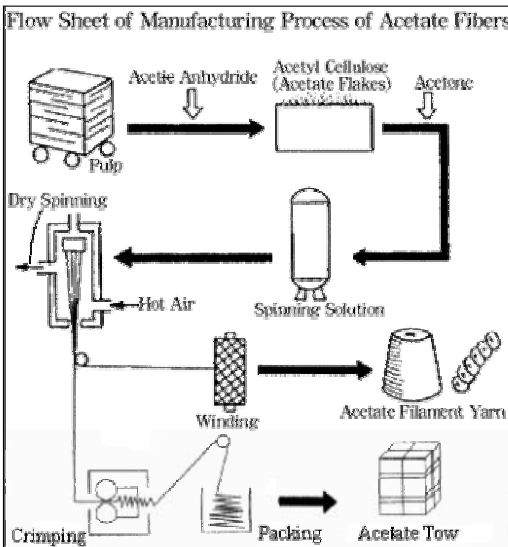 Flow Sheet of Manufacturing Process of Acetate Fibers
Acetie Anhydride
Acetyl Cellulose
(Acetate Flakes)
Acetone
Pulp
Dry Spinning
Hot Air
Spinning Solution
Winding
Acetate Filament Yarn
Crimping
Packing
Acetate Tow